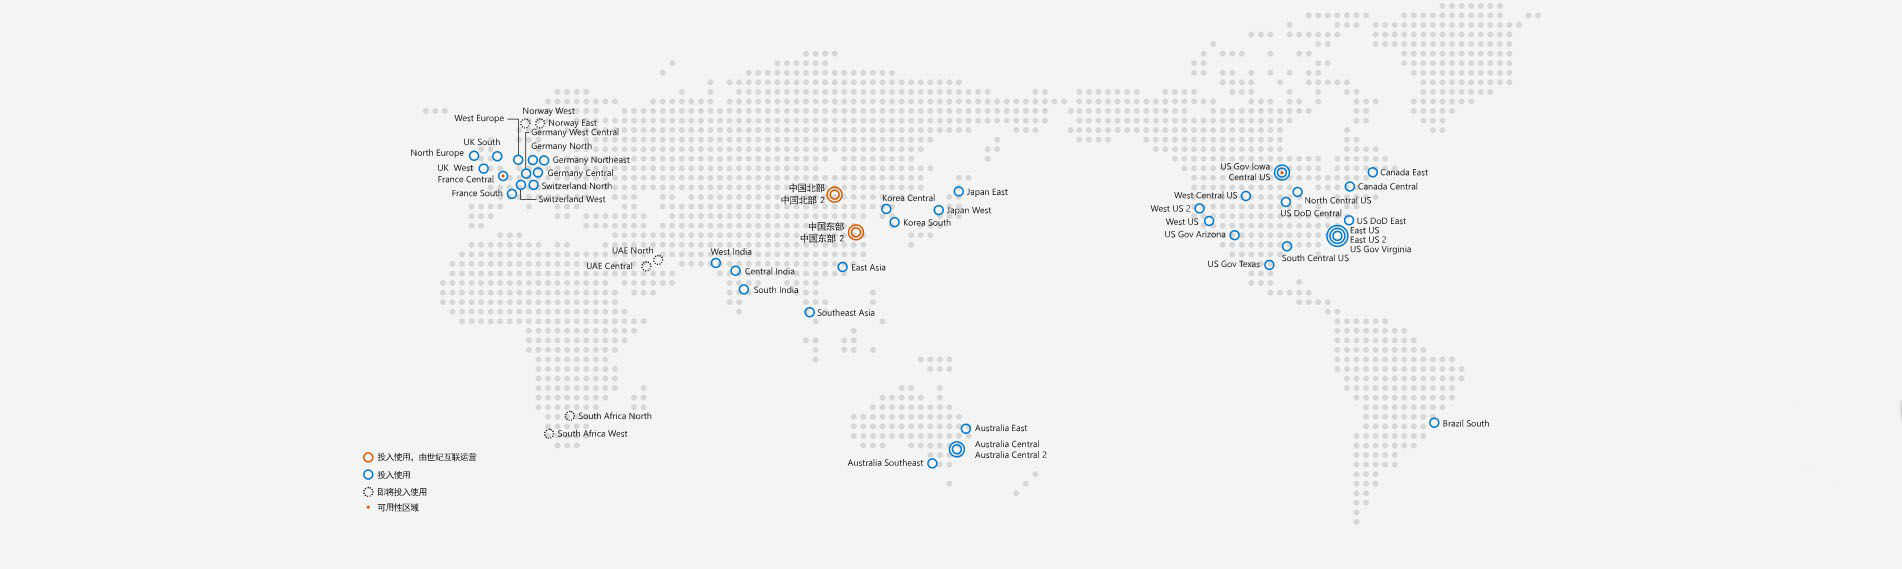 Norway West
West Europe
Norway East
Germany West Central
UK South
Germany North
North Europe
Germany Northeast
UK West
Germany Central
France Central
Switzerland North
France South
Switzerland West
UAE North
UAE Central
中国北部
中国北部 2
中国东部
中国东部 2
Korea Central
Korea South
Japan East
Japan West
West India
Central India
South India
East Asia
Southeast Asia
South Africa North
South Africa West
Australia East
Australia Central
Australia Central 2
Australia Southeast
US Gov Iowa
Central US
Canada East
Canada Central
West Central US
North Central US
West US 2
US DoD Central
West US
US DoD East
US Gov Arizona
East US
East US 2
US Gov Virginia
South Central US
US Gov Texas
Brazil South
投入使用，由世纪互联运营
投入使用
即将投入使用
可用性区域